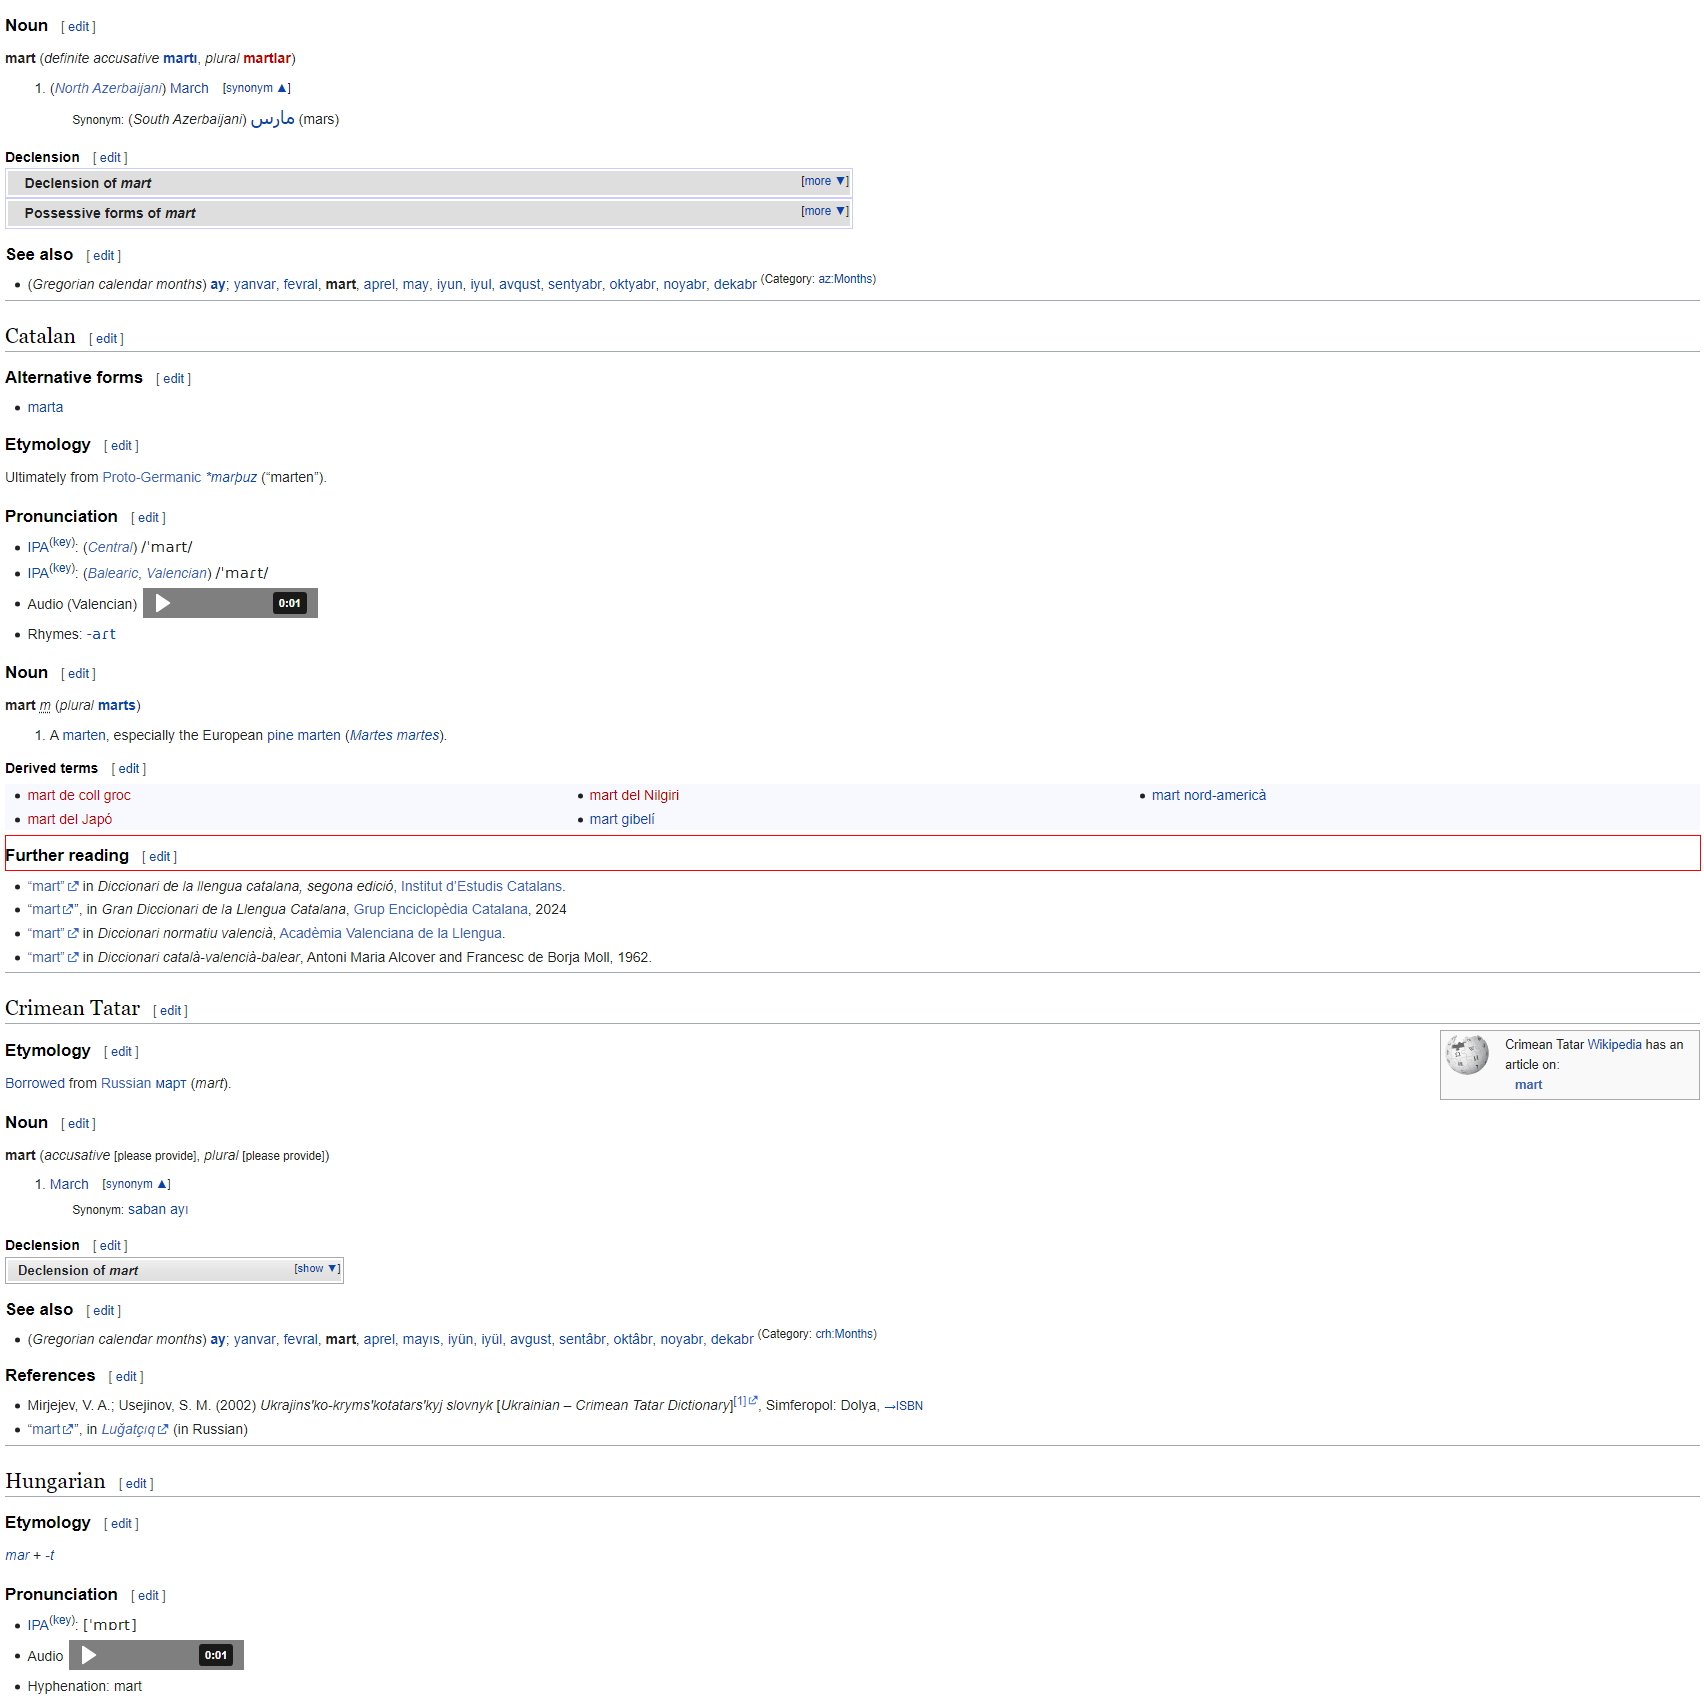 Noun [ edit ]
mart (definite accusative martı, plural martlar)
1. (North Azerbaijani) March [synonym ▲]
Synonym: (South Azerbaijani) مارس (mars)
Declension [ edit ]
Declension of mart [more ▼]
Possessive forms of mart [more ▼]
See also [ edit ]
• (Gregorian calendar months) ay; yanvar, fevral, mart, aprel, may, iyun, iyul, avqust, sentyabr, oktyabr, noyabr, dekabr (Category: az:Months)
Catalan [ edit ]
Alternative forms [ edit ]
• marta
Etymology [ edit ]
Ultimately from Proto-Germanic *marþuz (“marten”).
Pronunciation [ edit ]
• IPA(key): (Central) /ˈmart/
• IPA(key): (Balearic, Valencian) /ˈmaɾt/
• Audio (Valencian) 0:01
• Rhymes: -aɾt
Noun [ edit ]
mart m (plural marts)
1. A marten, especially the European pine marten (Martes martes).
Derived terms [ edit ]
• mart de coll groc • mart del Nilgiri • mart nord-americà
• mart del Japó • mart gibelí
Further reading [ edit ]
• “mart” in Diccionari de la llengua catalana, segona edició, Institut d’Estudis Catalans.
• “mart”, in Gran Diccionari de la Llengua Catalana, Grup Enciclopèdia Catalana, 2024
• “mart” in Diccionari normatiu valencià, Acadèmia Valenciana de la Llengua.
• “mart” in Diccionari català-valencià-balear, Antoni Maria Alcover and Francesc de Borja Moll, 1962.
Crimean Tatar [ edit ]
Etymology [ edit ]
Crimean Tatar Wikipedia has an
article on:
mart
Borrowed from Russian март (mart).
Noun [ edit ]
mart (accusative [please provide], plural [please provide])
1. March [synonym ▲]
Synonym: saban ayı
Declension [ edit ]
Declension of mart [show ▼]
See also [ edit ]
• (Gregorian calendar months) ay; yanvar, fevral, mart, aprel, mayıs, iyün, iyül, avgust, sentâbr, oktâbr, noyabr, dekabr (Category: crh:Months)
References [ edit ]
• Mirjejev, V. A.; Usejinov, S. M. (2002) Ukrajinsʹko-krymsʹkotatarsʹkyj slovnyk [Ukrainian – Crimean Tatar Dictionary][1], Simferopol: Dolya, →ISBN
• “mart”, in Luğatçıq (in Russian)
Hungarian [ edit ]
Etymology [ edit ]
mar + -t
Pronunciation [ edit ]
• IPA(key): [ˈmɒrt]
• Audio 0:01
• Hyphenation: mart